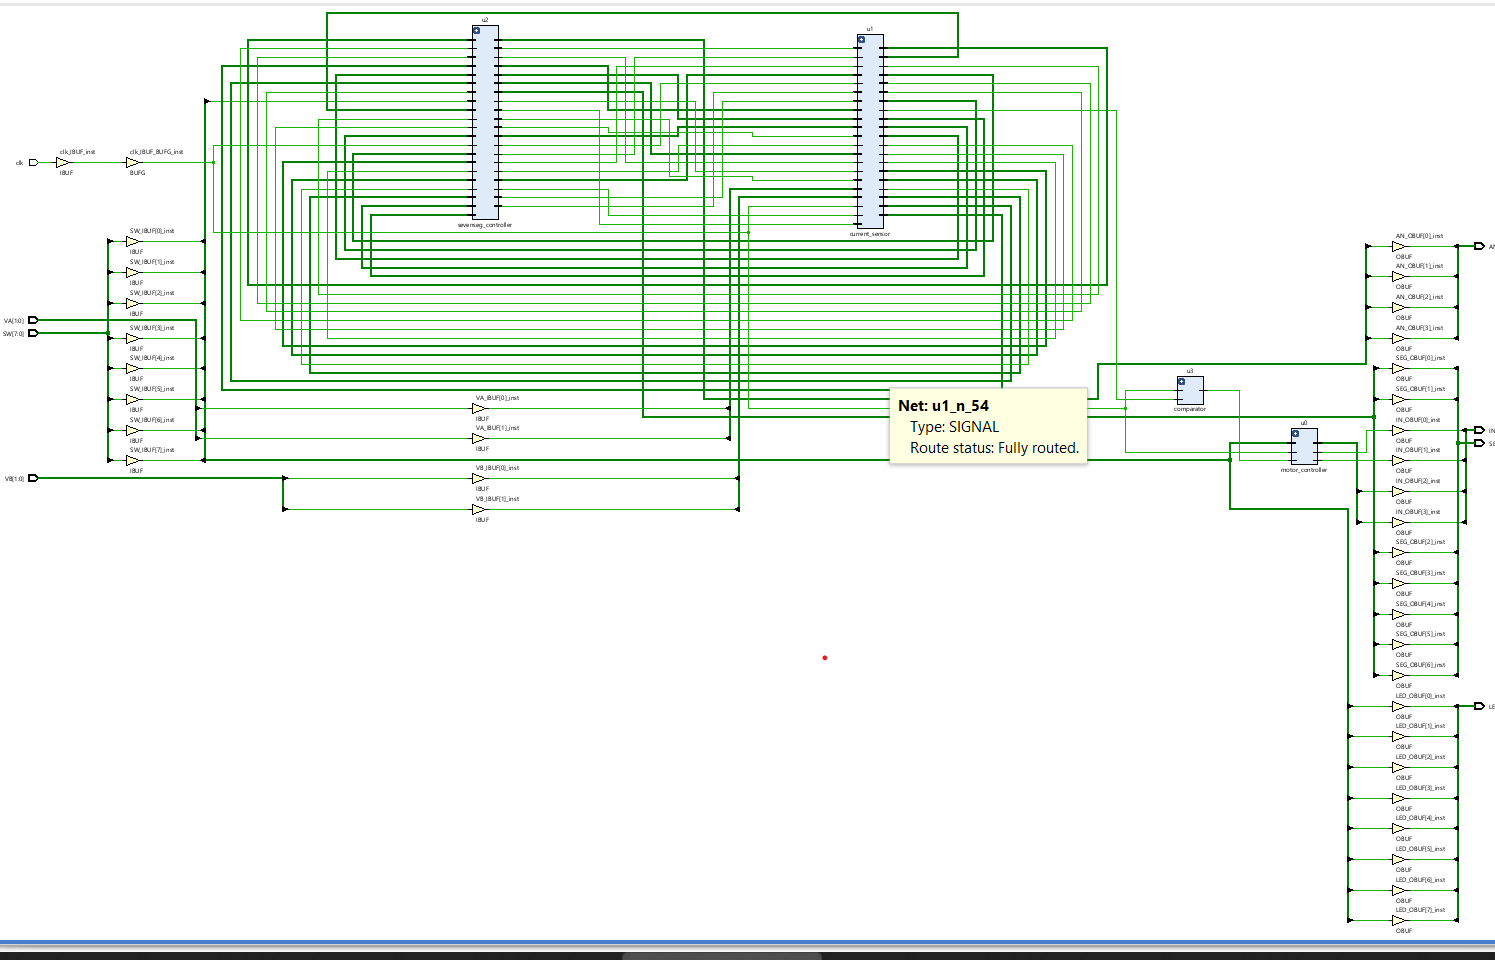 u2
u1
clk
clk_IBUF_inst
IBUF
clk_IBUF_BUFG_inst
BUFG
sevenseg_controller
current_sensor
SW_IBUF[0]_inst
IBUF
SW_IBUF[1]_inst
IBUF
SW_IBUF[2]_inst
IBUF
VA[1:0]
SW[7:0]
SW_IBUF[3]_inst
IBUF
SW_IBUF[4]_inst
IBUF
SW_IBUF[5]_inst
IBUF
SW_IBUF[6]_inst
IBUF
SW_IBUF[7]_inst
IBUF
VB[1:0]
VA_IBUF[0]_inst
IBUF
VA_IBUF[1]_inst
IBUF
VB_IBUF[0]_inst
IBUF
VB_IBUF[1]_inst
IBUF
Net: u1_n_54
Type: SIGNAL
Route status: Fully routed.
u3
comparator
u0
motor_controller
AN_OBUF[0]_inst
OBUF
AN_OBUF[1]_inst
OBUF
AN_OBUF[2]_inst
OBUF
AN_OBUF[3]_inst
OBUF
SEG_OBUF[0]_inst
OBUF
SEG_OBUF[1]_inst
OBUF
IN_OBUF[0]_inst
OBUF
IN_OBUF[1]_inst
OBUF
IN_OBUF[2]_inst
OBUF
IN_OBUF[3]_inst
OBUF
SEG_OBUF[2]_inst
OBUF
SEG_OBUF[3]_inst
OBUF
SEG_OBUF[4]_inst
OBUF
SEG_OBUF[5]_inst
OBUF
SEG_OBUF[6]_inst
OBUF
LED_OBUF[0]_inst
OBUF
LED_OBUF[1]_inst
OBUF
LED_OBUF[2]_inst
OBUF
LED_OBUF[3]_inst
OBUF
LED_OBUF[4]_inst
OBUF
LED_OBUF[5]_inst
OBUF
LED_OBUF[6]_inst
OBUF
LED_OBUF[7]_inst
OBUF